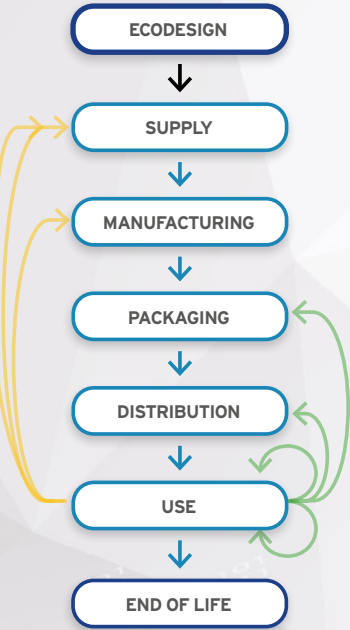 ECODESIGN
SUPPLY
MANUFACTURING
PACKAGING
DISTRIBUTION
USE
END OF LIFE